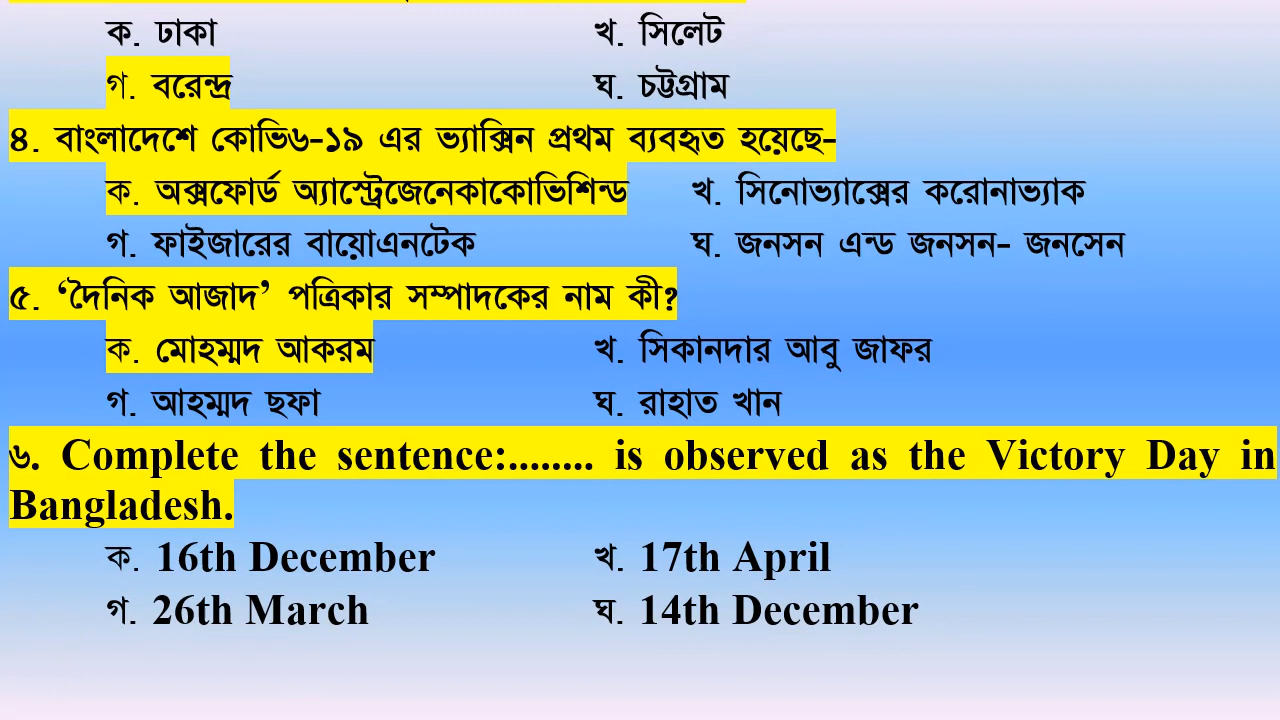 ক. ঢাকা খ. সিলেট
গ. বরেন্দ্র ঘ. চট্টগ্রাম
৪. বাংলাদেশে কোভি৬-১৯ এর ভ্যাক্সিন প্রথম ব্যবহৃত হয়েছে-
ক. অক্সফোর্ড অ্যাস্ট্রেজেনেকাকোভিশিল্ড খ. সিনোভ্যাক্সের করোনাভ্যাক
গ. ফাইজারের বায়োএনটেক ঘ. জনসন এন্ড জনসন- জনসেন
৫. ‘দৈনিক আজাদ’ পত্রিকার সম্পাদকের নাম কী?
ক. মোহম্মদ আকরম খ. সিকানদার আবু জাফর
গ. আহম্মদ ছফা ঘ. রাহাত খান
৬. Complete the sentence:........ is observed as the Victory Day in
Bangladesh.
ক. 16th December খ. 17th April
গ. 26th March ঘ. 14th December